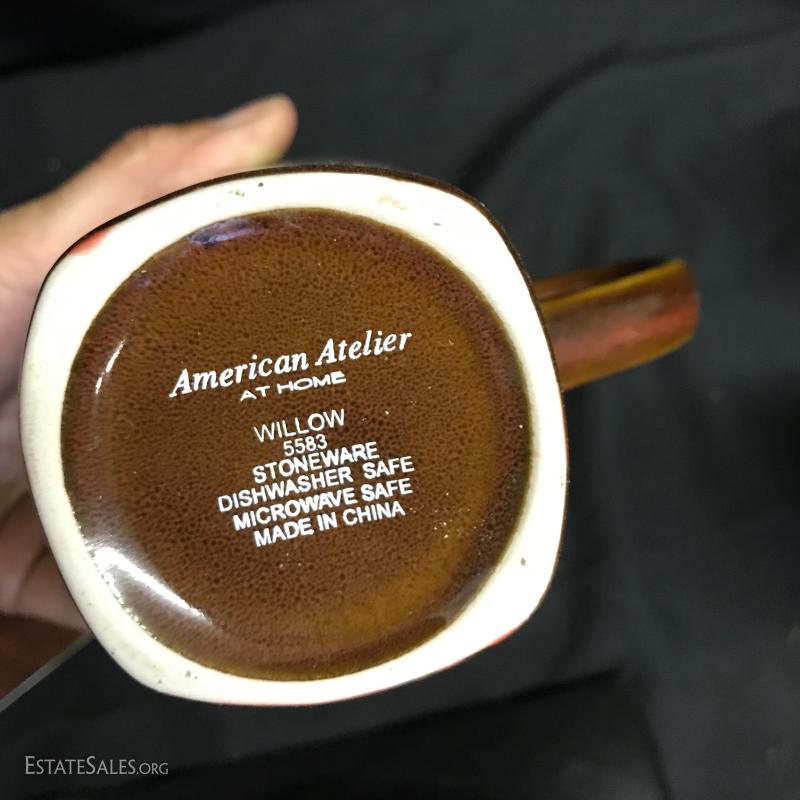 American Atelier
AT HOME
WILLOW
5583
STONEWARE
DISHWASHER SAFE
MICROWAVE SAFE
MADE IN CHINA
ESTATESALES.ORG